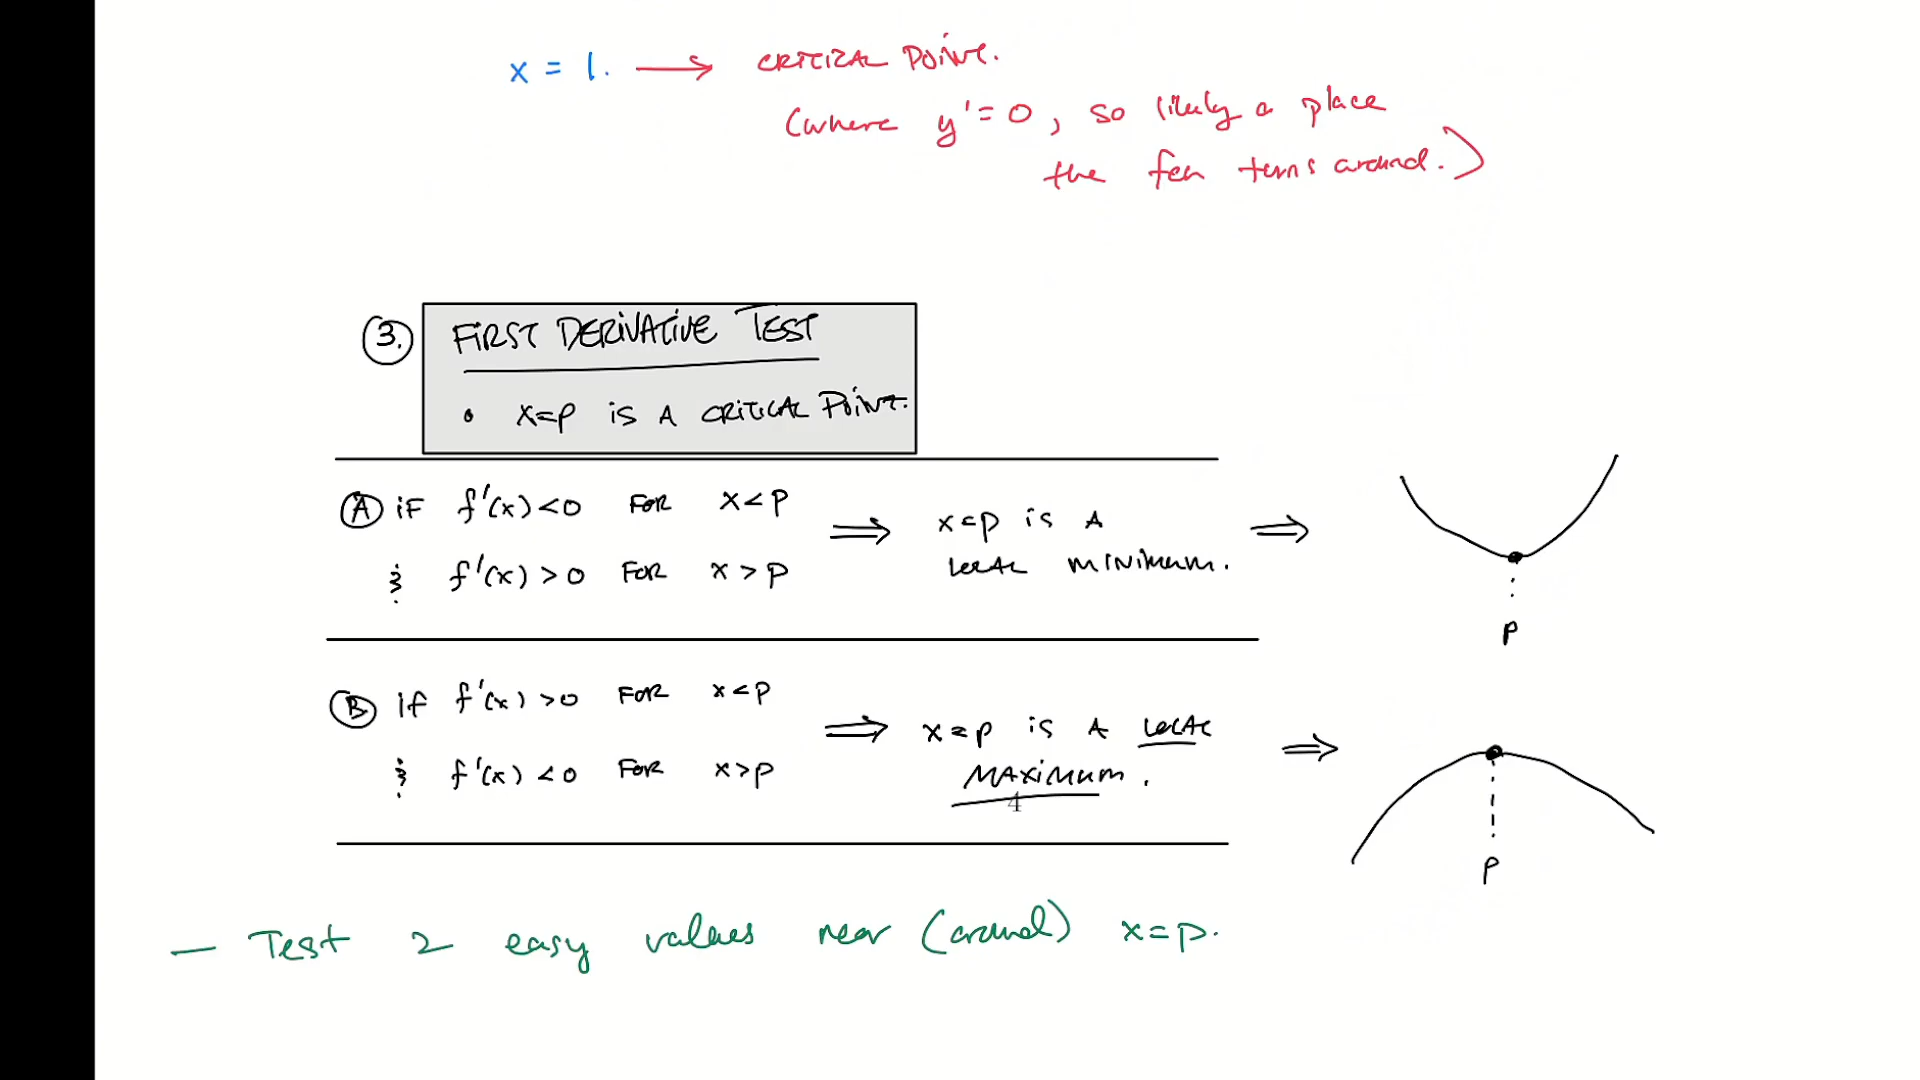 x = 1. → CRITICAL POINT.
(where y' = 0, so likely a place
the fcn turns around.)
3. FIRST DERIVATIVE TEST
• x=p is A CRITICAL POINT.
A iF f'(x) <0 FOR x<p
& f'(x) >0 FOR x>p
⇒ x=p is A
LOCAL MINIMUM. ⇒
p
B if f'(x) >0 FOR x<p
& f'(x) <0 FOR x>p
⇒ x=p is A LOCAL
MAXIMUM. ⇒
4
p
— Test 2 easy values near (around) x=p.